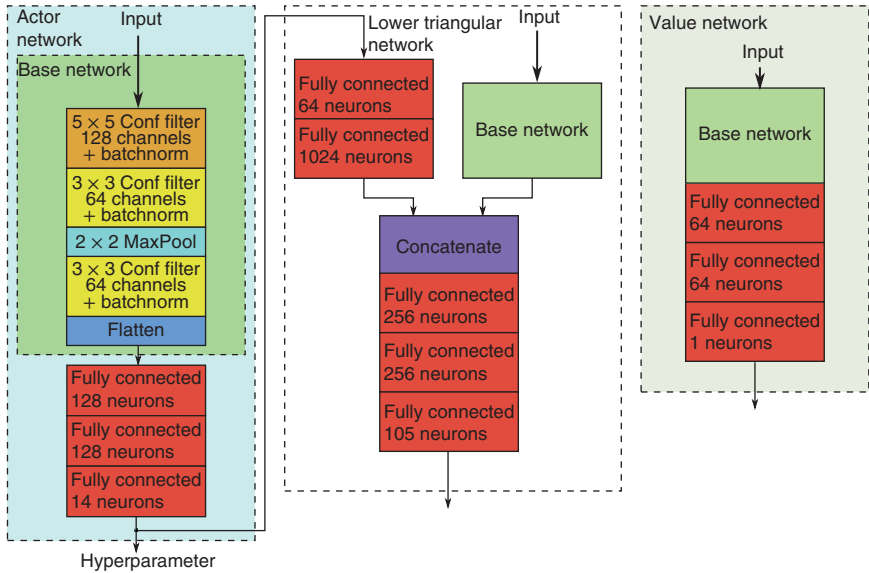 Actor
network
Input
Base network
5 × 5 Conf filter
128 channels
+ batchnorm
3 × 3 Conf filter
64 channels
+ batchnorm
2 × 2 MaxPool
3 × 3 Conf filter
64 channels
+ batchnorm
Flatten
Fully connected
128 neurons
Fully connected
128 neurons
Fully connected
14 neurons
Hyperparameter
Lower triangular
network
Input
Fully connected
64 neurons
Fully connected
1024 neurons
Base network
Concatenate
Fully connected
256 neurons
Fully connected
256 neurons
Fully connected
105 neurons
Value network
Input
Base network
Fully connected
64 neurons
Fully connected
64 neurons
Fully connected
1 neurons